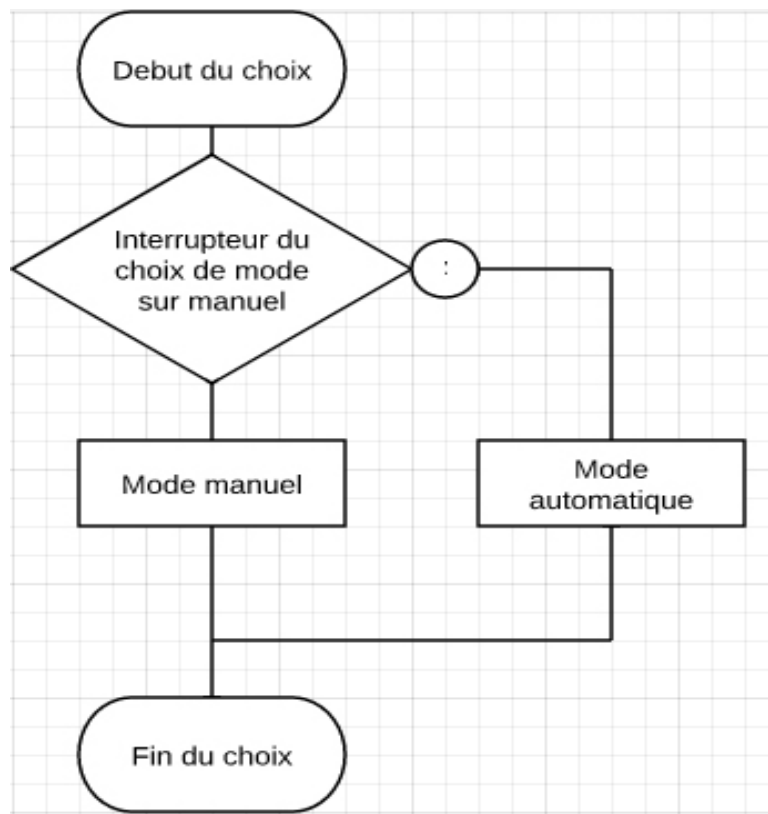 Debut du choix
Interrupteur du
choix de mode
sur manuel
:
Mode manuel
Mode
automatique
Fin du choix